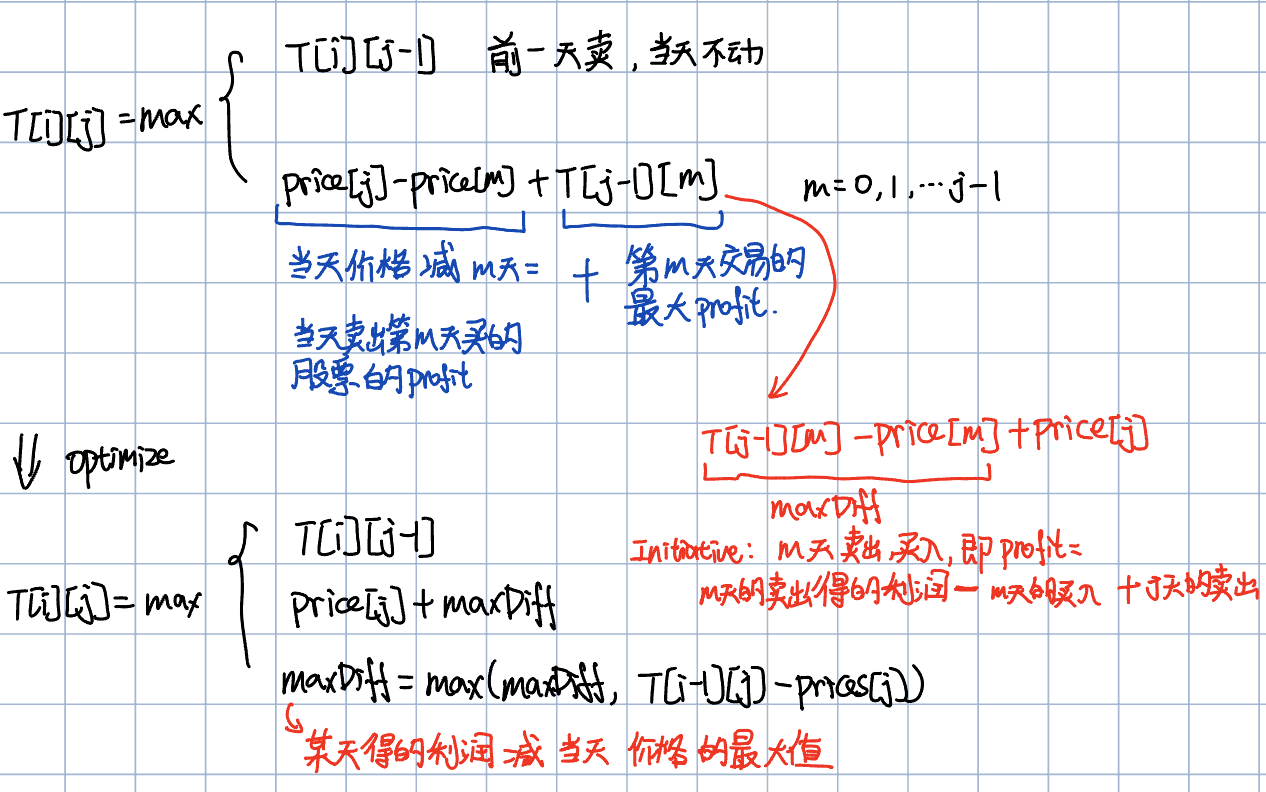 T[i][j-1] 前一天卖,当天不动
T[i][j] = max
price[j]-price[m] + T[j-1][m] m=0,1,…j-1
当天价格减m天= + 第m天交易的
最大profit.
当天卖出第m天买的
股票的profit
T[j-1][m] -price[m] +price[j]
maxDiff
⇓ optimize
T[i][j-1]
Initiative: m天卖出,买入,即profit=
m天的卖出得的利润 — m天的买入 + j天的卖出
T[i][j] = max
price[j] + maxDiff
maxDiff = max(maxDiff, T[i-1][j] -prices[j])
某天得的利润减当天价格的最大值